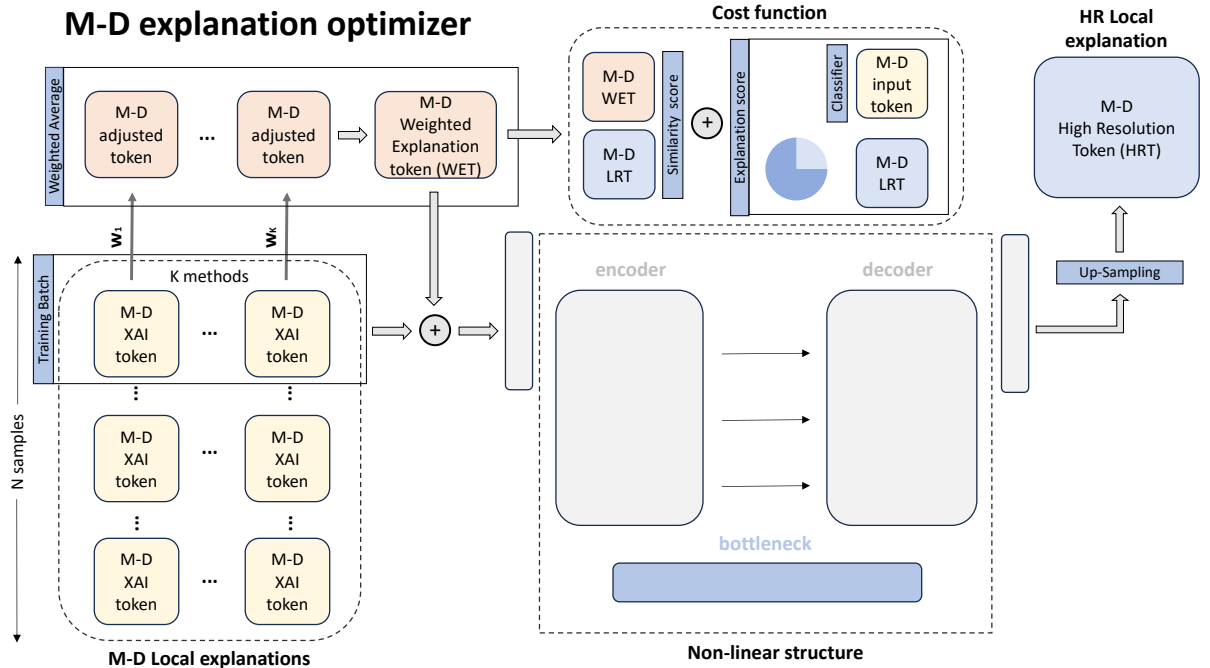 M-D explanation optimizer
Cost function
HR Local
explanation
Weighted Average
M-D
adjusted
token
...
M-D
adjusted
token
M-D
Weighted
Explanation
token (WET)
M-D
WET
M-D
LRT
Similarity score
+
Explanation score
Classifier
M-D
input
token
M-D
LRT
M-D
High Resolution
Token (HRT)
W1
Wk
N samples
Training Batch
K methods
M-D
XAI
token
...
M-D
XAI
token
+
encoder
decoder
Up-Sampling
...
...
M-D
XAI
token
...
M-D
XAI
token
...
...
M-D
XAI
token
...
M-D
XAI
token
bottleneck
M-D Local explanations
Non-linear structure